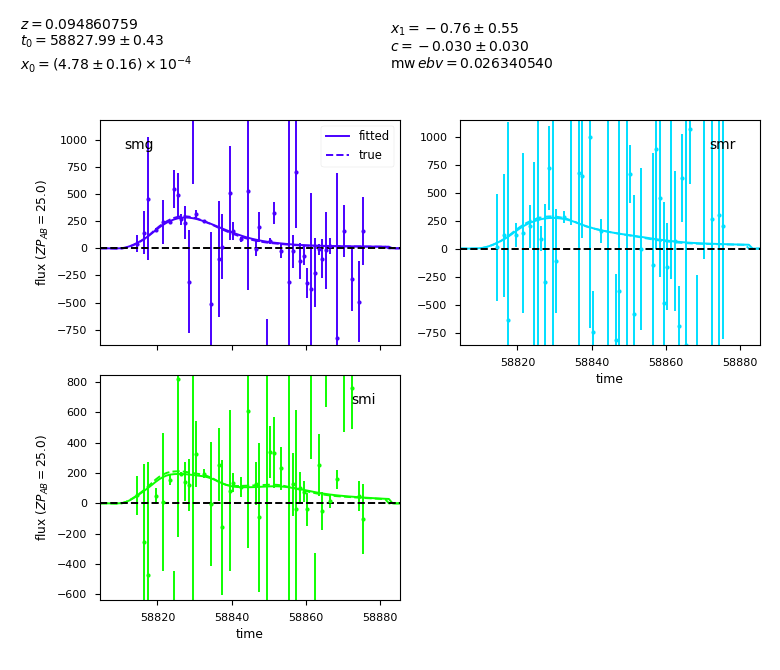 z = 0.094860759
t₀ = 58827.99 ± 0.43
x₀ = (4.78 ± 0.16) × 10⁻⁴
x₁ = −0.76 ± 0.55
c = −0.030 ± 0.030
mw ebv = 0.026340540
smg
fitted
true
1000
750
500
250
0
−250
−500
−750
flux (ZP_AB = 25.0)
smr
1000
750
500
250
0
−250
−500
−750
58820 58840 58860 58880
time
smi
800
600
400
200
0
−200
−400
−600
flux (ZP_AB = 25.0)
58820 58840 58860 58880
time